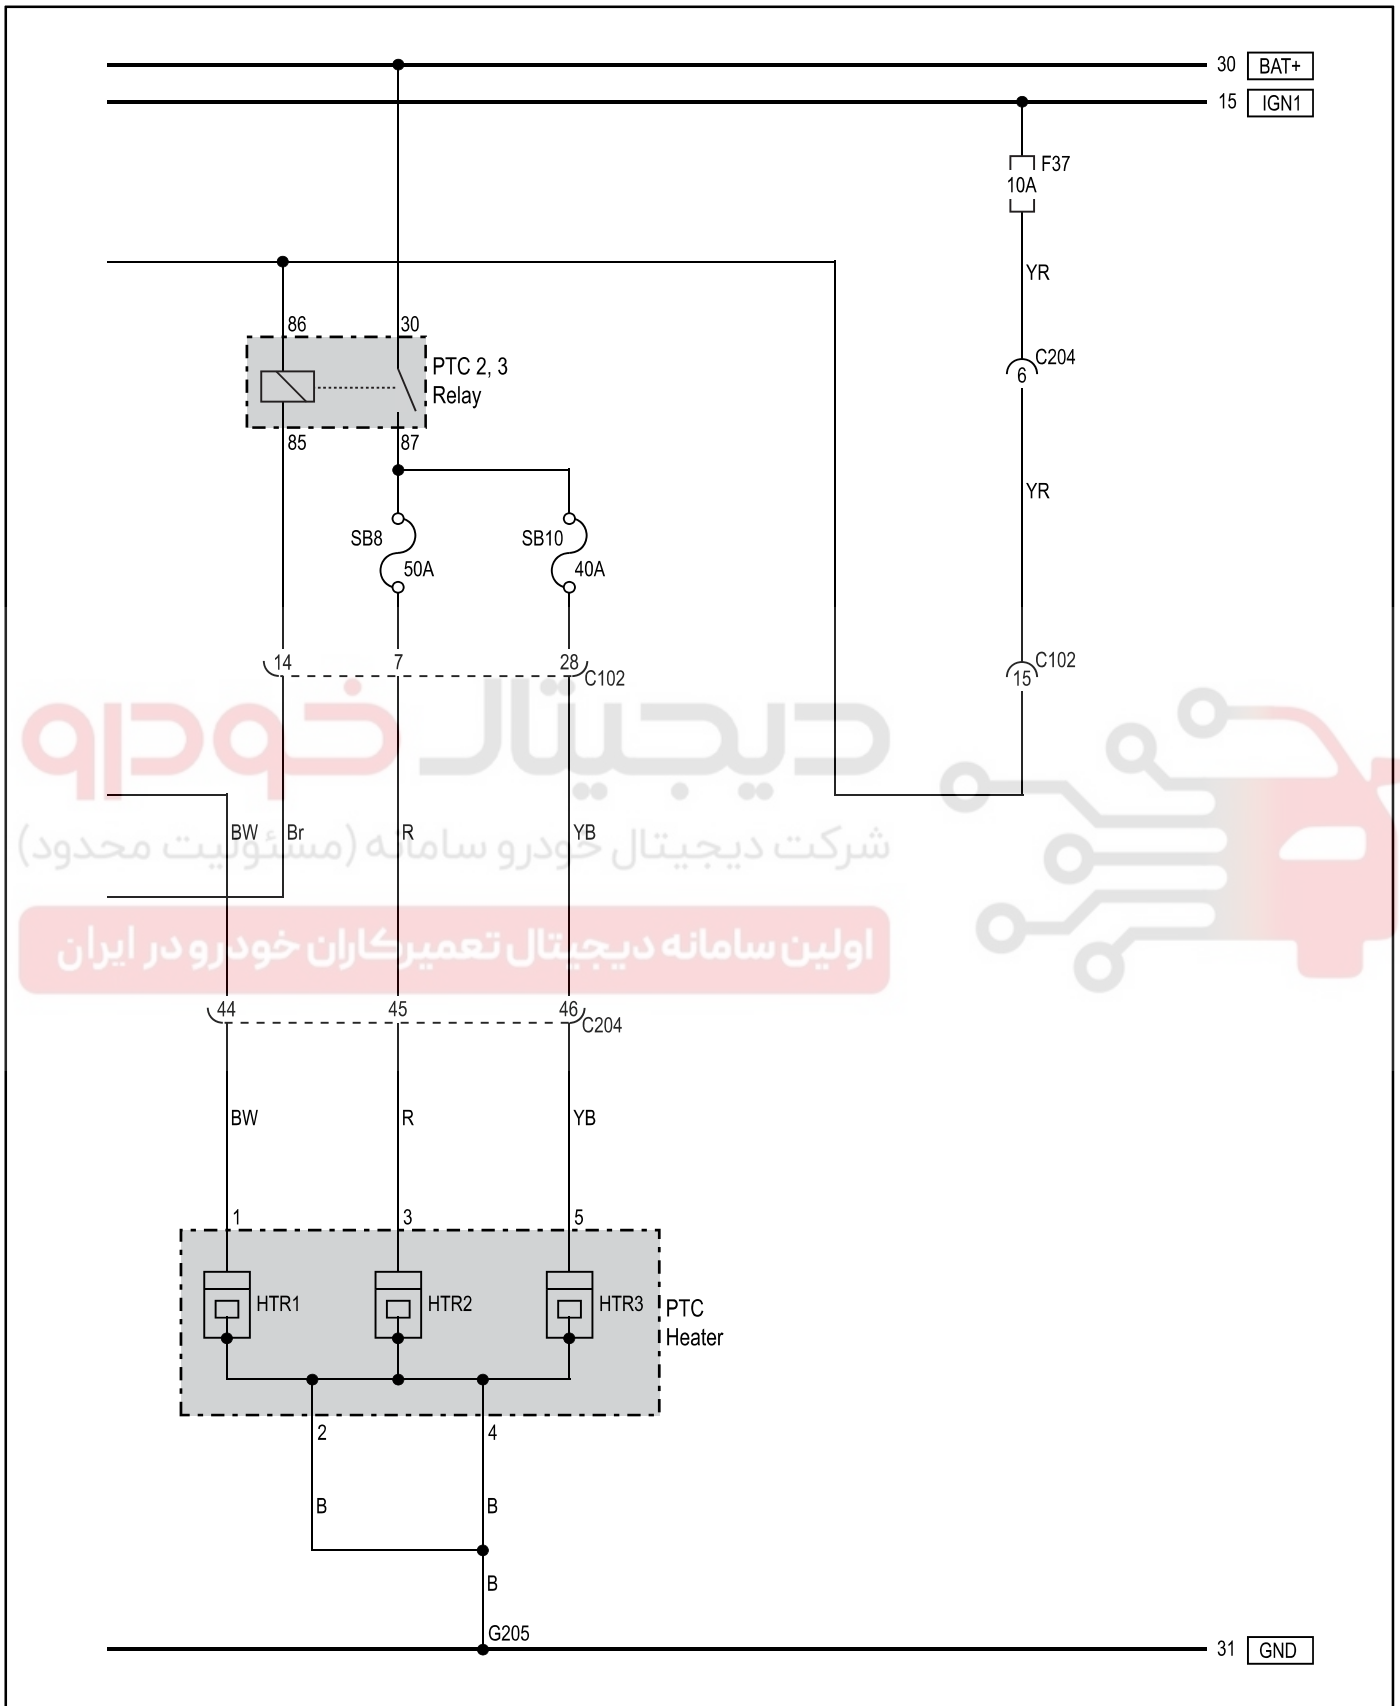 30 BAT+
15 IGN1
F37
10A
YR
86
30
PTC 2, 3
Relay
C204
6
85
87
YR
SB8
50A
SB10
40A
14
7
28
C102
C102
15
دیجیتال خودرو
BW
Br
R
YB
شرکت دیجیتال خودرو سامانه (مسئولیت محدود)
اولین سامانه دیجیتال تعمیرکاران خودرو در ایران
44
45
46
C204
BW
R
YB
1
3
5
HTR1
HTR2
HTR3
PTC
Heater
2
4
B
B
B
G205
31 GND